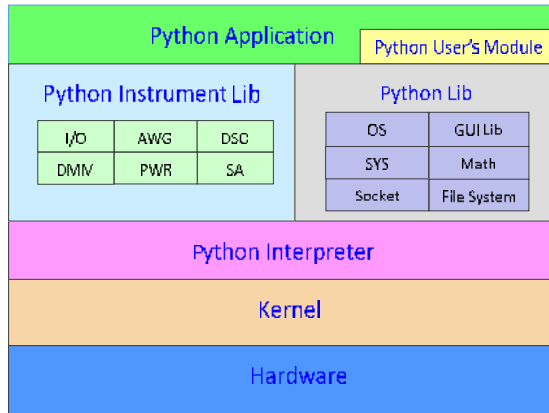 Python Application
Python User's Module
Python Instrument Lib
I/O AWG DSC
DMM PWR SA
Python Lib
OS GUI Lib
SYS Math
Socket File System
Python Interpreter
Kernel
Hardware